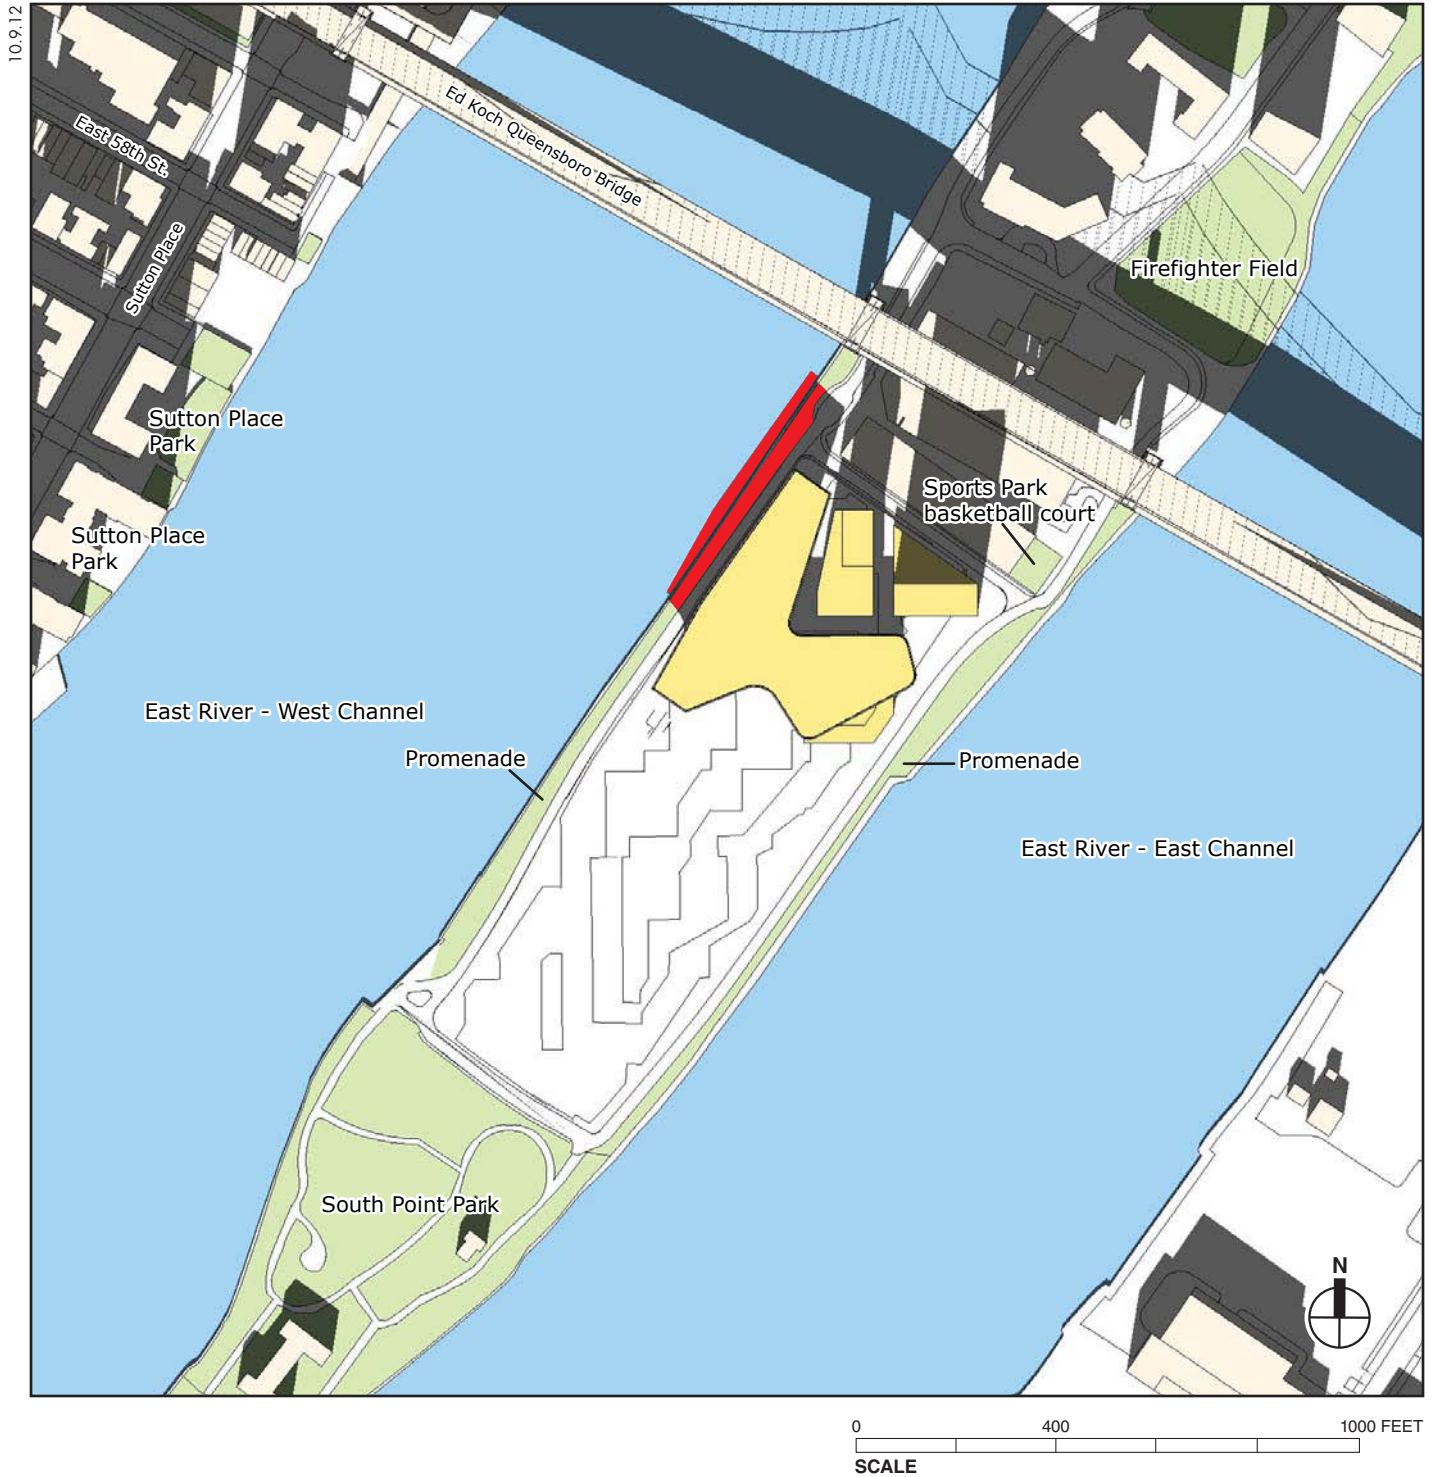 10.9.12
Ed Koch Queensboro Bridge
East 58th St.
Sutton Place
Firefighter Field
Sutton Place
Park
Sports Park
basketball court
Sutton Place
Park
East River - West Channel
Promenade
Promenade
East River - East Channel
South Point Park
N
0 400 1000 FEET
SCALE